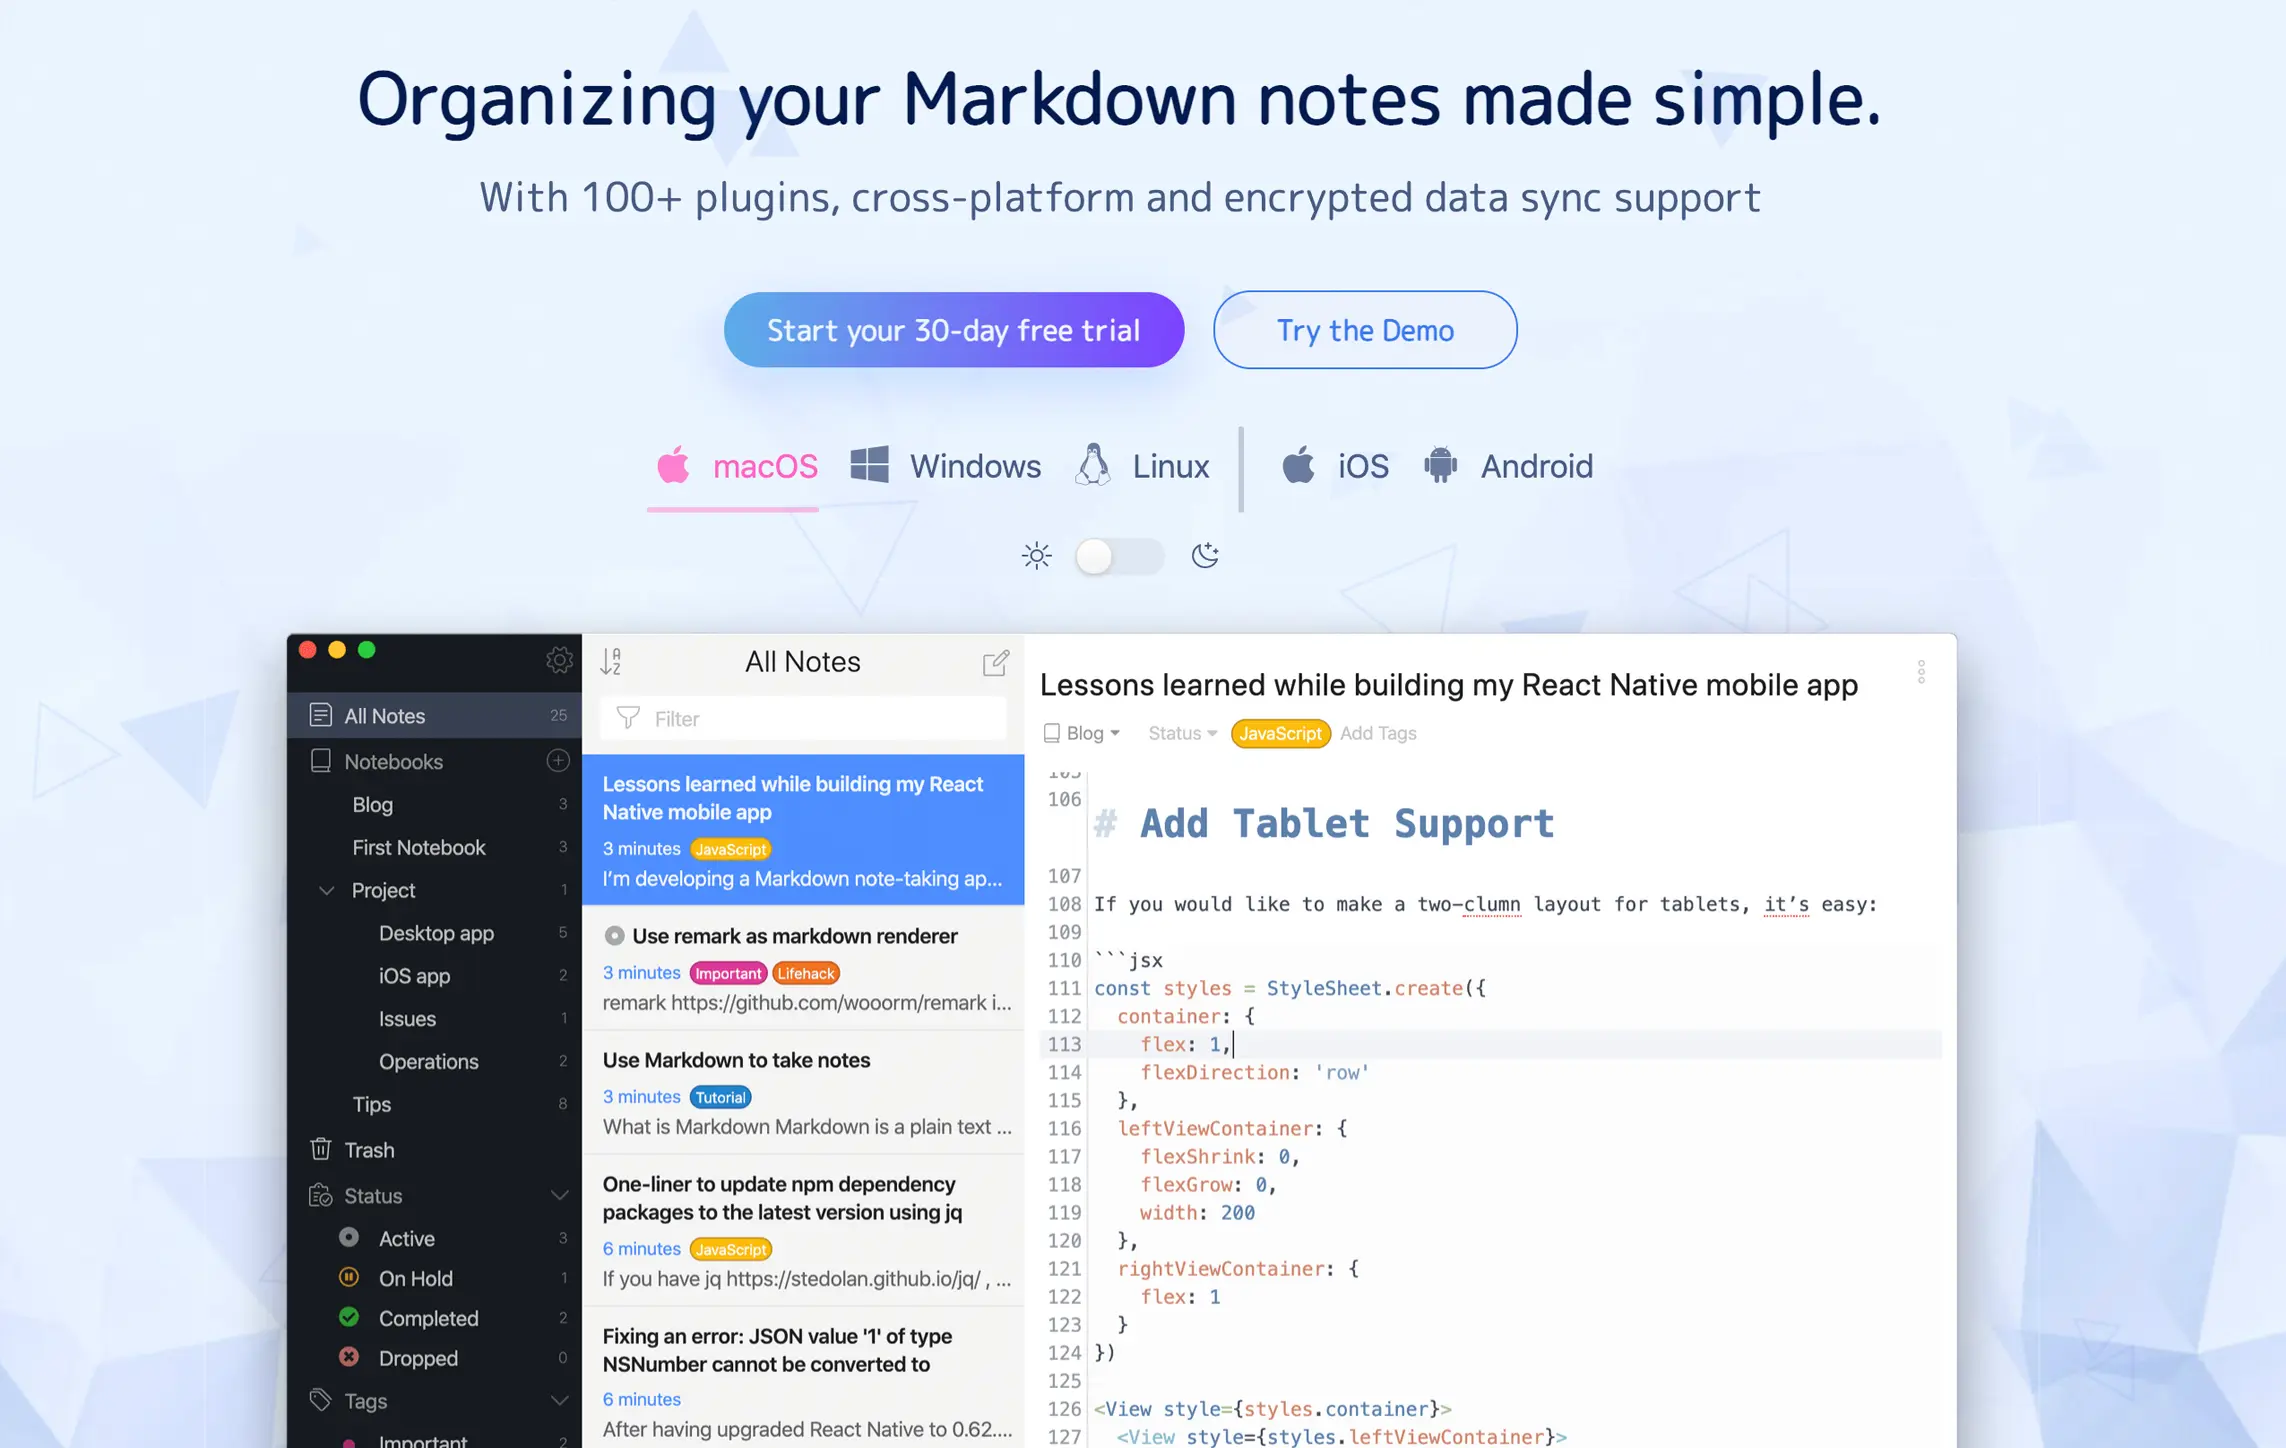 Organizing your Markdown notes made simple.
With 100+ plugins, cross-platform and encrypted data sync support
Start your 30-day free trial
Try the Demo
macOS
Windows
Linux
iOS
Android
All Notes 25
Notebooks
Blog 3
First Notebook 3
Project 1
Desktop app 5
iOS app 2
Issues 1
Operations 2
Tips 8
Trash
Status
Active 3
On Hold 1
Completed 2
Dropped 0
Tags
Important 2
All Notes
Filter
Lessons learned while building my React
Native mobile app
3 minutes JavaScript
I'm developing a Markdown note-taking ap...
Use remark as markdown renderer
3 minutes Important Lifehack
remark https://github.com/wooorm/remark i...
Use Markdown to take notes
3 minutes Tutorial
What is Markdown Markdown is a plain text ...
One-liner to update npm dependency
packages to the latest version using jq
6 minutes JavaScript
If you have jq https://stedolan.github.io/jq/ , ...
Fixing an error: JSON value '1' of type
NSNumber cannot be converted to
6 minutes
After having upgraded React Native to 0.62....
Lessons learned while building my React Native mobile app
Blog Status JavaScript Add Tags
105
106 # Add Tablet Support
107
108 If you would like to make a two-clumn layout for tablets, it’s easy:
109
110 ```jsx
111 const styles = StyleSheet.create({
112 container: {
113 flex: 1,
114 flexDirection: 'row'
115 },
116 leftViewContainer: {
117 flexShrink: 0,
118 flexGrow: 0,
119 width: 200
120 },
121 rightViewContainer: {
122 flex: 1
123 }
124 })
125
126 <View style={styles.container}>
127 <View style={styles.leftViewContainer}>